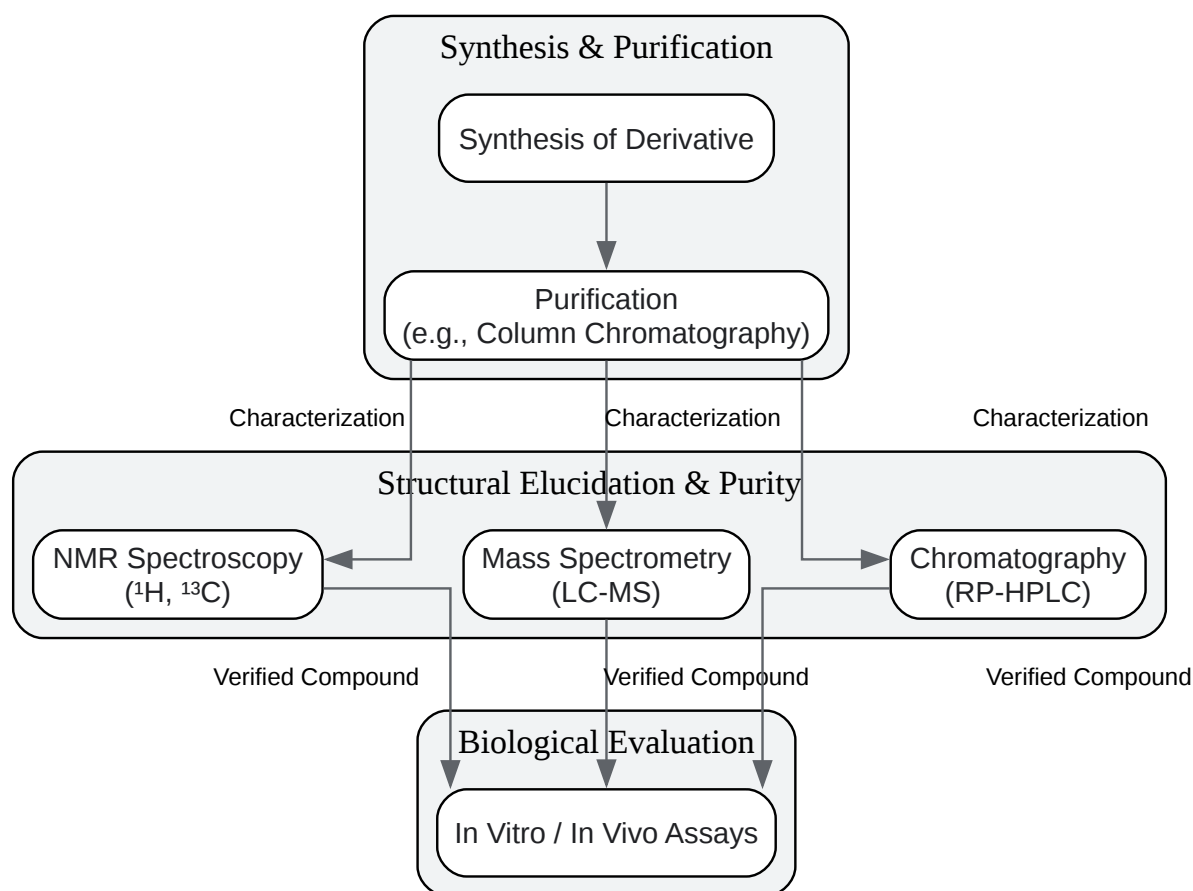 Synthesis & Purification
Synthesis of Derivative
Purification
(e.g., Column Chromatography)
Characterization
Characterization
Characterization
Structural Elucidation & Purity
NMR Spectroscopy
(¹H, ¹³C)
Mass Spectrometry
(LC-MS)
Chromatography
(RP-HPLC)
Verified Compound
Verified Compound
Verified Compound
Biological Evaluation
In Vitro / In Vivo Assays